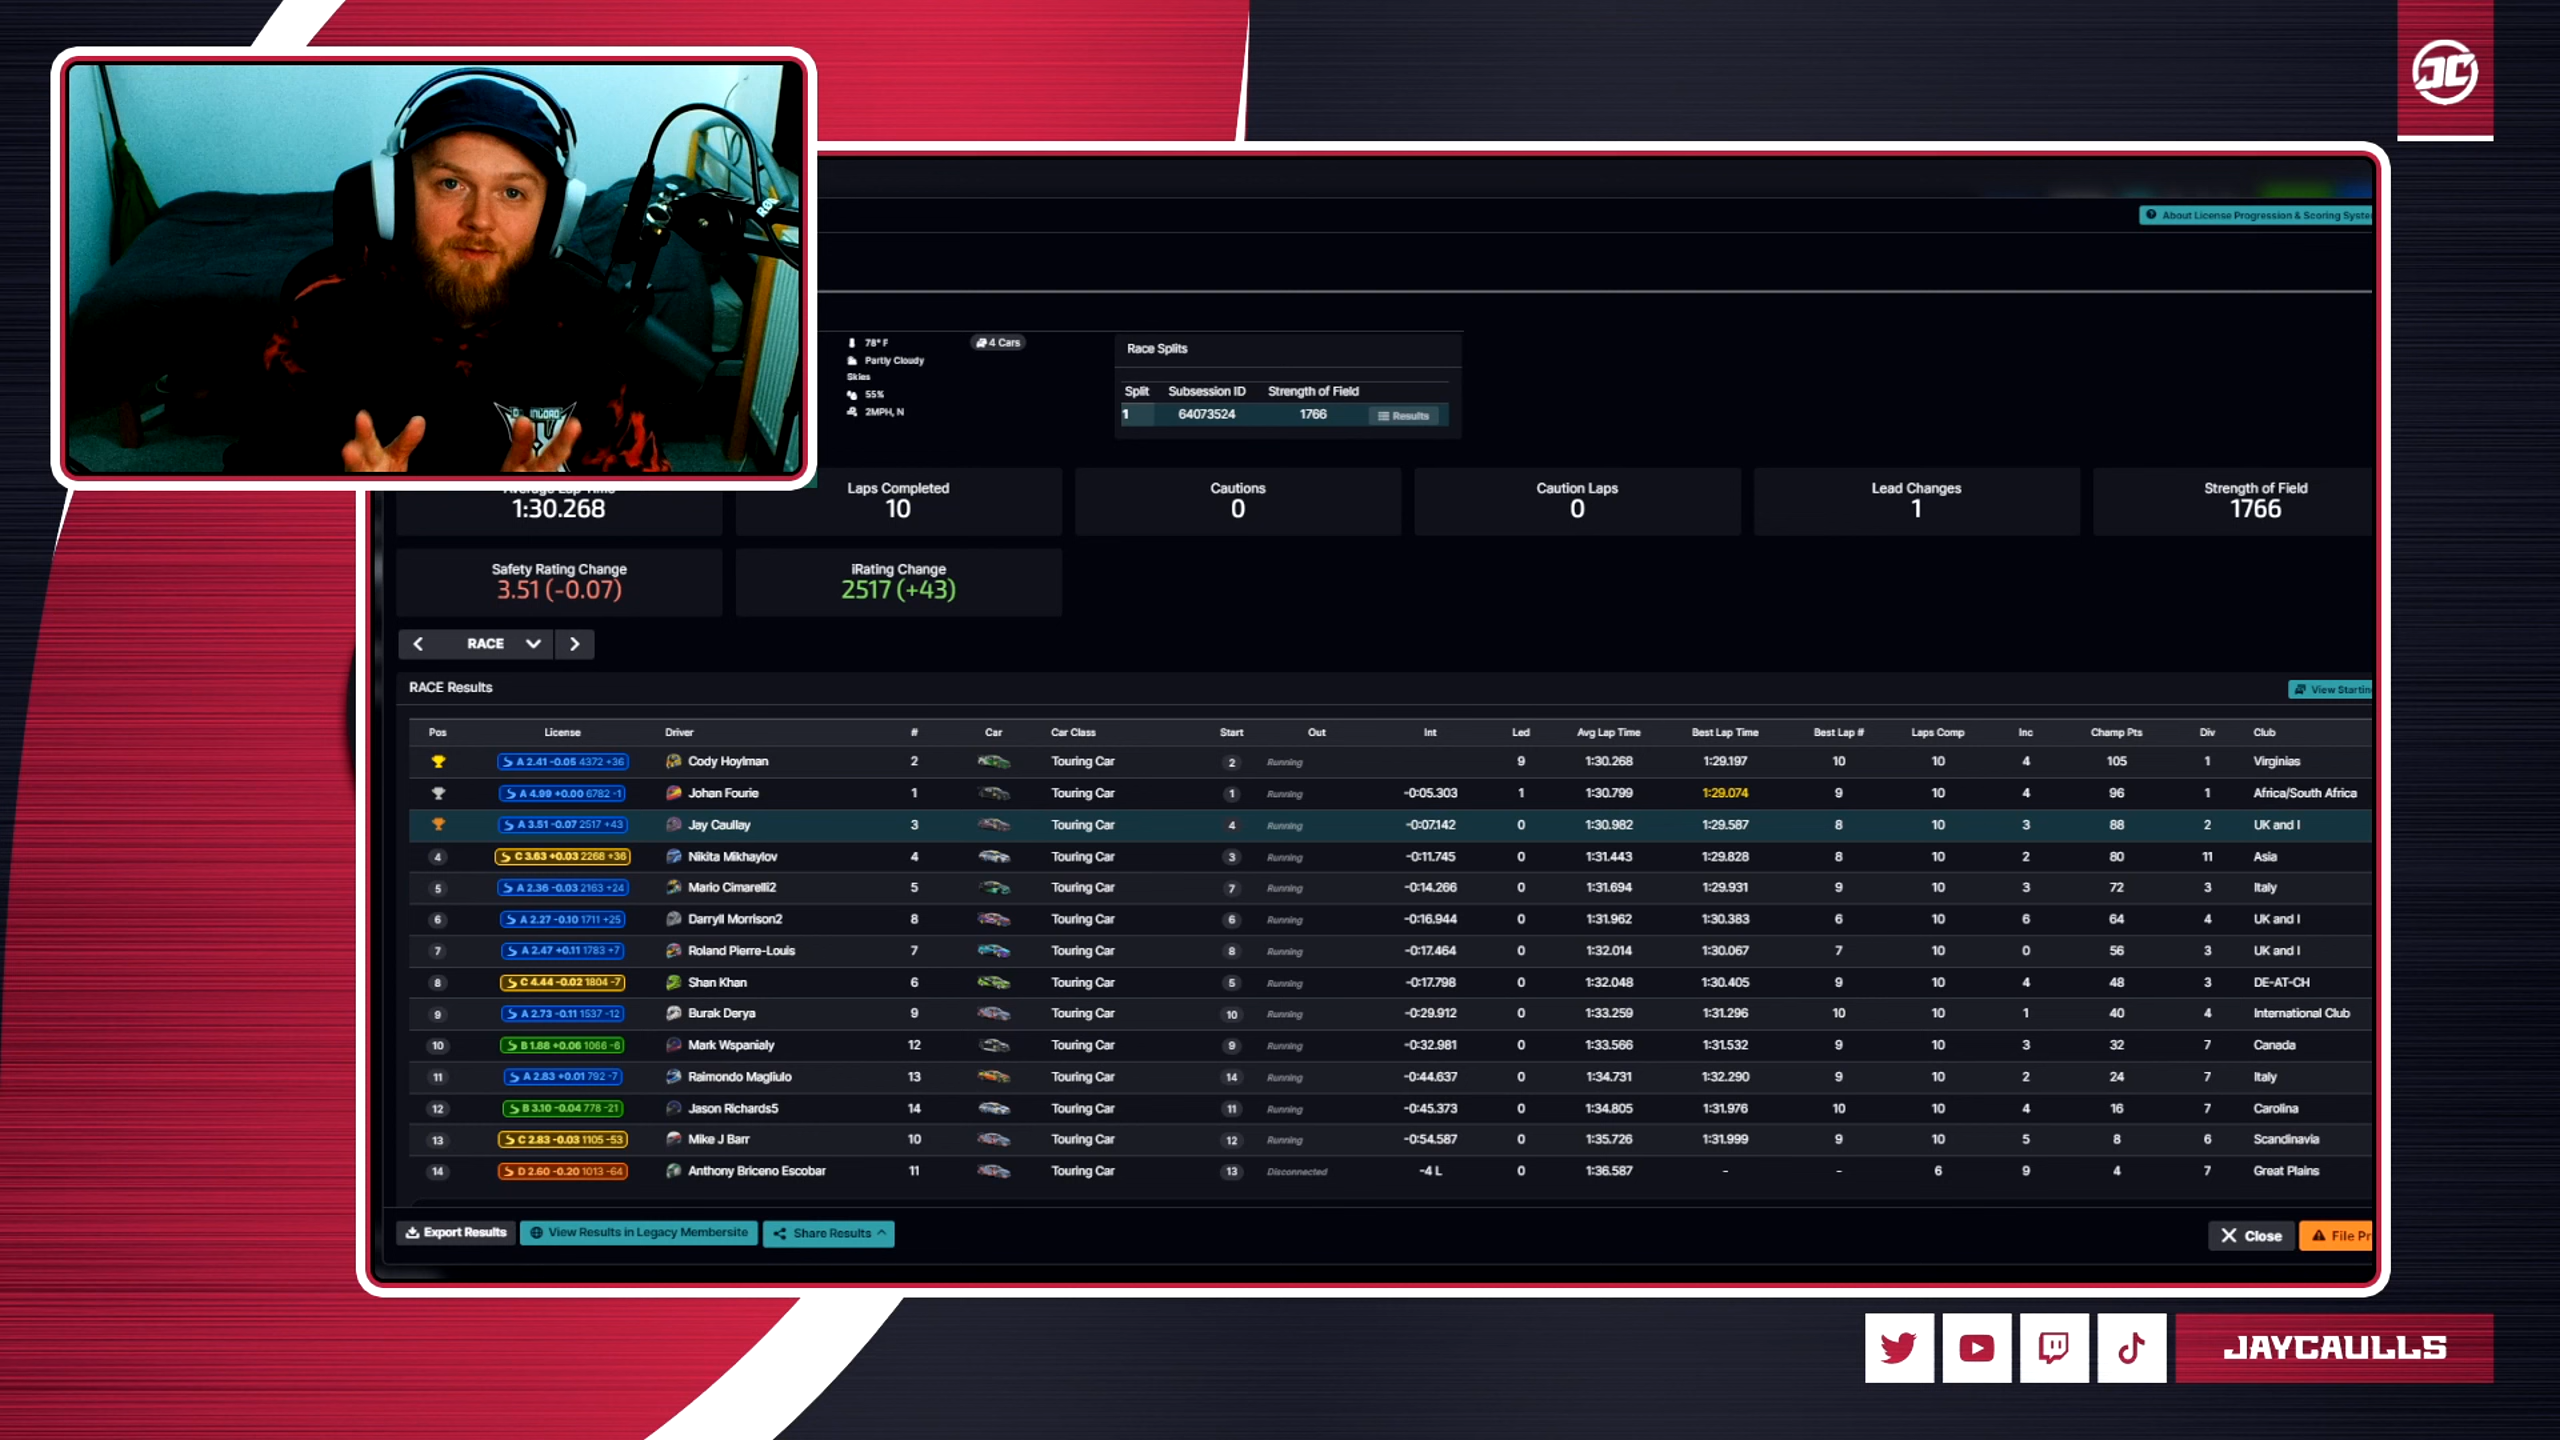 JC
RØDE
About License Progression & Scoring Syste
78° F
4 Cars
Partly Cloudy
Skies
55%
2MPH, N
Race Splits
Split Subsession ID Strength of Field
1 64073524 1766 Results
Average Lap Time
1:30.268
Laps Completed
10
Cautions
0
Caution Laps
0
Lead Changes
1
Strength of Field
1766
Safety Rating Change
3.51 (-0.07)
iRating Change
2517 (+43)
RACE
RACE Results
View Startin
Pos License Driver # Car Car Class Start Out Int Led Avg Lap Time Best Lap Time Best Lap # Laps Comp Inc Champ Pts Div Club
A 2.41 -0.05 4372 +36 Cody Hoylman 2 Touring Car 2 Running 9 1:30.268 1:29.197 10 10 4 105 1 Virginias
A 4.99 +0.00 6782 -1 Johan Fourie 1 Touring Car 1 Running -0:05.303 1 1:30.799 1:29.074 9 10 4 96 1 Africa/South Africa
A 3.51 -0.07 2517 +43 Jay Caullay 3 Touring Car 4 Running -0:07.142 0 1:30.982 1:29.587 8 10 3 88 2 UK and I
4 C 3.63 +0.03 2268 +36 Nikita Mikhaylov 4 Touring Car 3 Running -0:11.745 0 1:31.443 1:29.828 8 10 2 80 11 Asia
5 A 2.36 -0.03 2163 +24 Mario Cimarelli2 5 Touring Car 7 Running -0:14.266 0 1:31.694 1:29.931 9 10 3 72 3 Italy
6 A 2.27 -0.10 1711 +25 Darryll Morrison2 8 Touring Car 6 Running -0:16.944 0 1:31.962 1:30.383 6 10 6 64 4 UK and I
7 A 2.47 +0.11 1783 +7 Roland Pierre-Louis 7 Touring Car 8 Running -0:17.464 0 1:32.014 1:30.067 7 10 0 56 3 UK and I
8 C 4.44 -0.02 1804 -7 Shan Khan 6 Touring Car 5 Running -0:17.798 0 1:32.048 1:30.405 9 10 4 48 3 DE-AT-CH
9 A 2.73 -0.11 1537 -12 Burak Derya 9 Touring Car 10 Running -0:29.912 0 1:33.259 1:31.296 10 10 1 40 4 International Club
10 B 1.88 +0.06 1066 -6 Mark Wspanialy 12 Touring Car 9 Running -0:32.981 0 1:33.566 1:31.532 9 10 3 32 7 Canada
11 A 2.83 +0.01 792 -7 Raimondo Magliulo 13 Touring Car 14 Running -0:44.637 0 1:34.731 1:32.290 9 10 2 24 7 Italy
12 B 3.10 -0.04 778 -21 Jason Richards5 14 Touring Car 11 Running -0:45.373 0 1:34.805 1:31.976 10 10 4 16 7 Carolina
13 C 2.83 -0.03 1105 -53 Mike J Barr 10 Touring Car 12 Running -0:54.587 0 1:35.726 1:31.999 9 10 5 8 6 Scandinavia
14 D 2.60 -0.20 1013 -64 Anthony Briceno Escobar 11 Touring Car 13 Disconnected -4 L 0 1:36.587 - - 6 9 4 7 Great Plains
Export Results View Results in Legacy Membersite Share Results
Close File Pr
JAYCAULLS